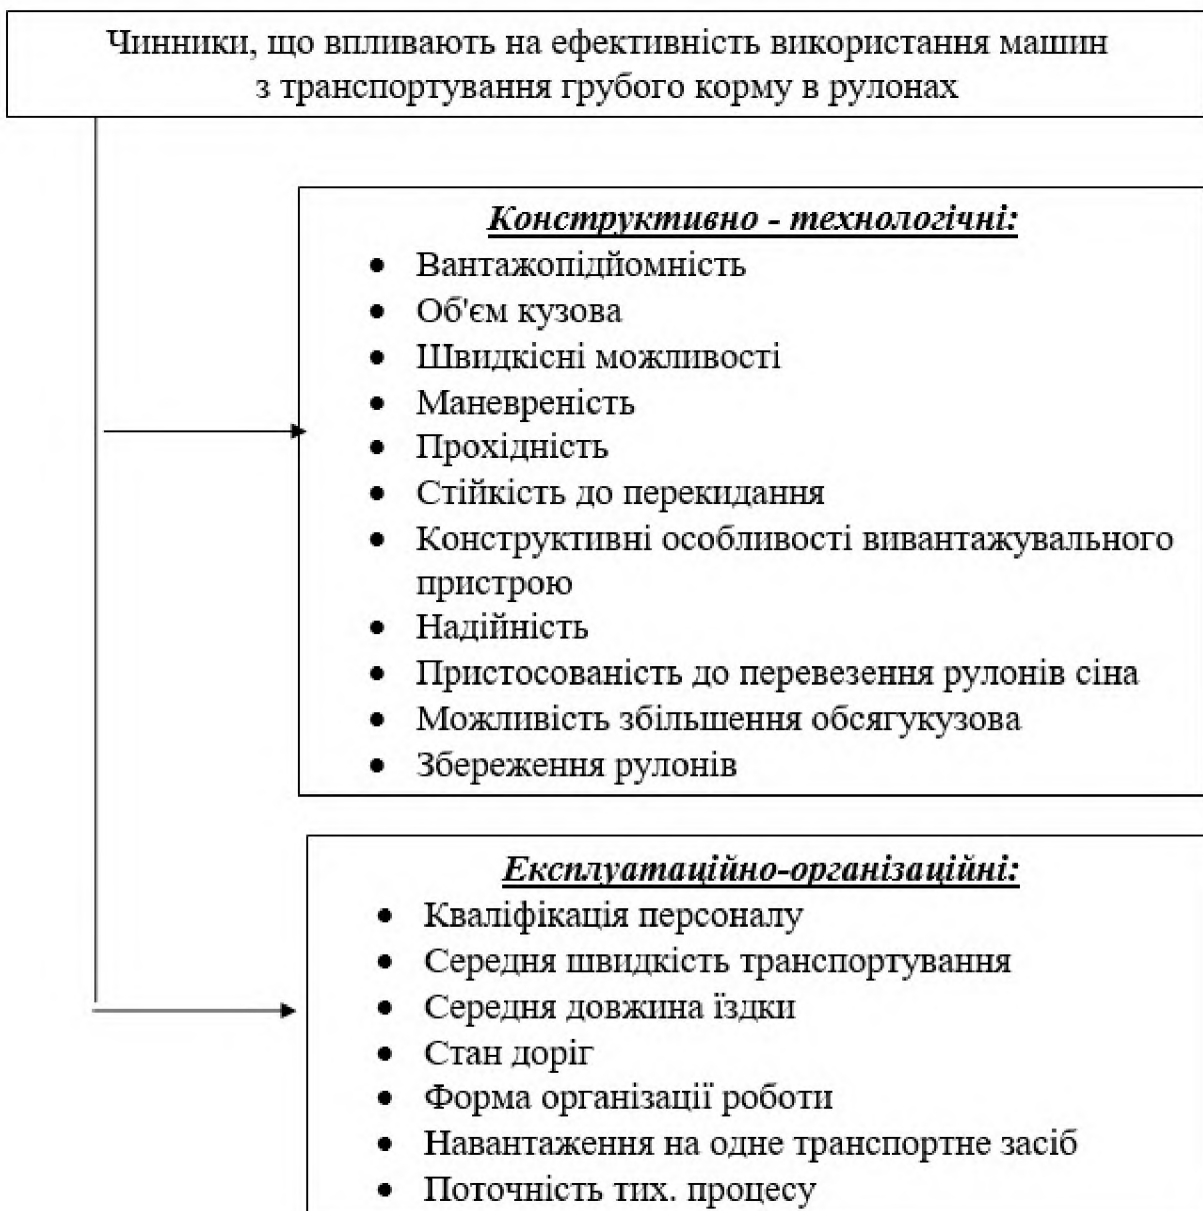 Чинники, що впливають на ефективність використання машин
з транспортування грубого корму в рулонах
Конструктивно - технологічні:
• Вантажопідйомність
• Об'єм кузова
• Швидкісні можливості
• Маневреність
• Прохідність
• Стійкість до перекидання
• Конструктивні особливості вивантажувального
пристрою
• Надійність
• Пристосованість до перевезення рулонів сіна
• Можливість збільшення обсягукузова
• Збереження рулонів
Експлуатаційно-організаційні:
• Кваліфікація персоналу
• Середня швидкість транспортування
• Середня довжина їздки
• Стан доріг
• Форма організації роботи
• Навантаження на одне транспортне засіб
• Поточність тих. процесу